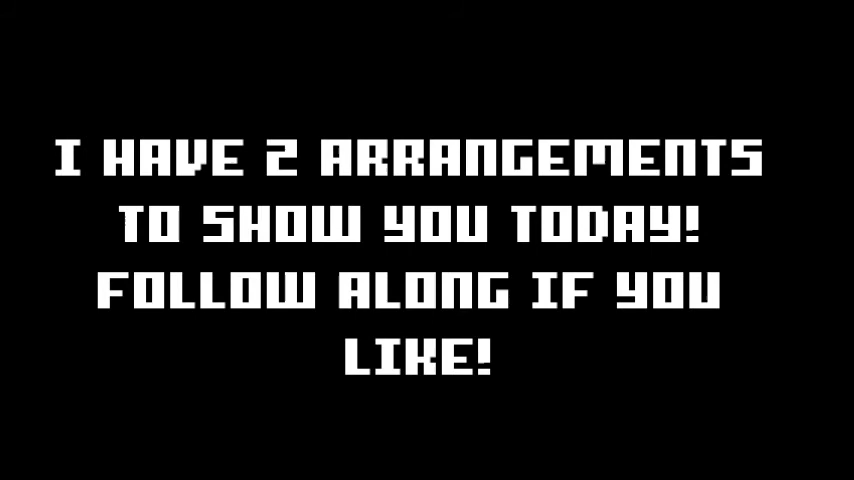 I HAVE 2 ARRANGEMENTS
TO SHOW YOU TODAY!
FOLLOW ALONG IF YOU
LIKE!